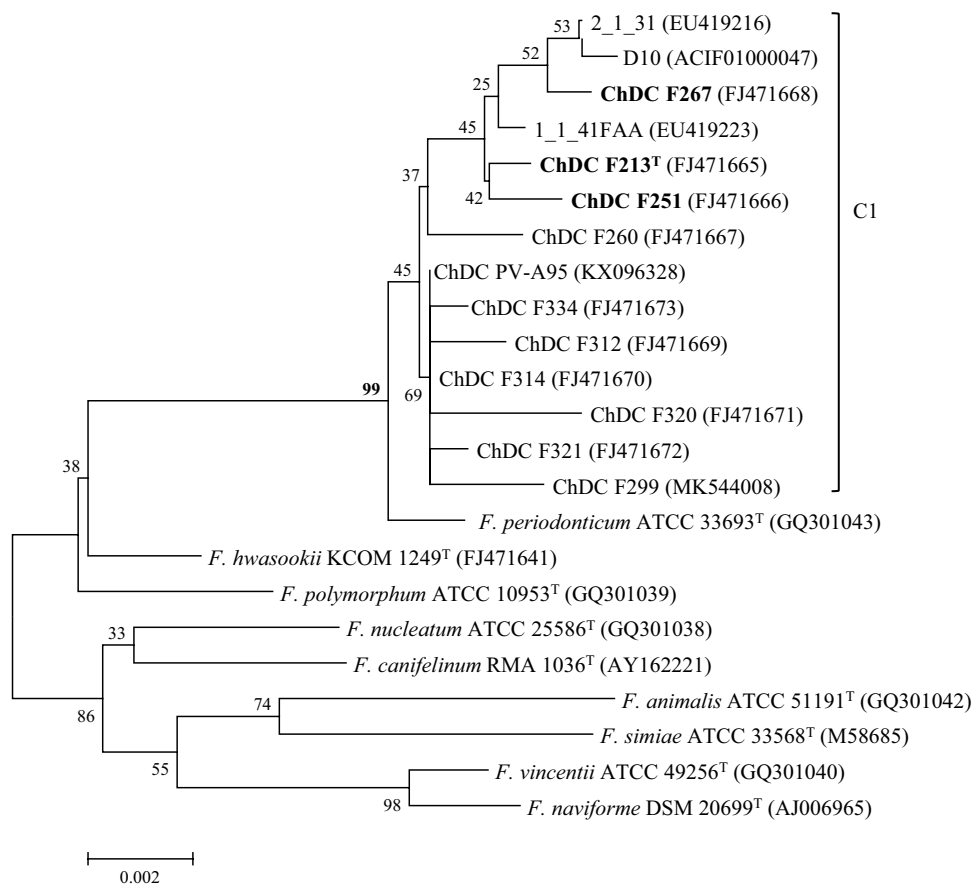 53
2_1_31 (EU419216)
52
D10 (ACIF01000047)
25
ChDC F267 (FJ471668)
45
1_1_41FAA (EU419223)
ChDC F213ᵀ (FJ471665)
37
42
ChDC F251 (FJ471666)
C1
ChDC F260 (FJ471667)
45
ChDC PV-A95 (KX096328)
ChDC F334 (FJ471673)
ChDC F312 (FJ471669)
99
69
ChDC F314 (FJ471670)
ChDC F320 (FJ471671)
ChDC F321 (FJ471672)
38
ChDC F299 (MK544008)
F. periodonticum ATCC 33693ᵀ (GQ301043)
F. hwasookii KCOM 1249ᵀ (FJ471641)
F. polymorphum ATCC 10953ᵀ (GQ301039)
33
F. nucleatum ATCC 25586ᵀ (GQ301038)
F. canifelinum RMA 1036ᵀ (AY162221)
86
74
F. animalis ATCC 51191ᵀ (GQ301042)
F. simiae ATCC 33568ᵀ (M58685)
55
F. vincentii ATCC 49256ᵀ (GQ301040)
98
F. naviforme DSM 20699ᵀ (AJ006965)
0.002